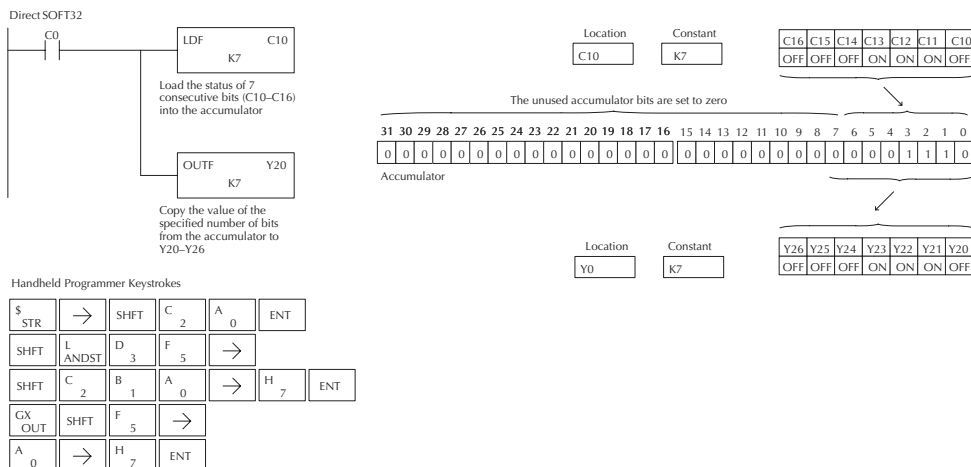 Direct SOFT32
C0
LDF C10
K7
Load the status of 7
consecutive bits (C10–C16)
into the accumulator
OUTF Y20
K7
Copy the value of the
specified number of bits
from the accumulator to
Y20–Y26
Location Constant
C10 K7
C16 C15 C14 C13 C12 C11 C10
OFF OFF OFF ON ON ON OFF
The unused accumulator bits are set to zero
31 30 29 28 27 26 25 24 23 22 21 20 19 18 17 16 15 14 13 12 11 10 9 8 7 6 5 4 3 2 1 0
0 0 0 0 0 0 0 0 0 0 0 0 0 0 0 0 0 0 0 0 0 0 0 0 0 0 0 0 1 1 1 0
Accumulator
Location Constant
Y0 K7
Y26 Y25 Y24 Y23 Y22 Y21 Y20
OFF OFF OFF ON ON ON OFF
Handheld Programmer Keystrokes
$ STR → SHFT C 2 A 0 ENT
SHFT L ANDST D 3 F 5 →
SHFT C 2 B 1 A 0 → H 7 ENT
GX OUT SHFT F 5 →
A 0 → H 7 ENT